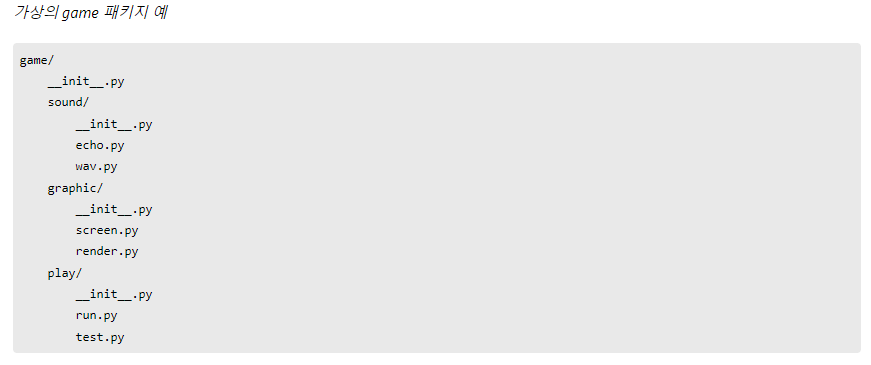 가상의 game 패키지 예
game/
    __init__.py
    sound/
        __init__.py
        echo.py
        wav.py
    graphic/
        __init__.py
        screen.py
        render.py
    play/
        __init__.py
        run.py
        test.py